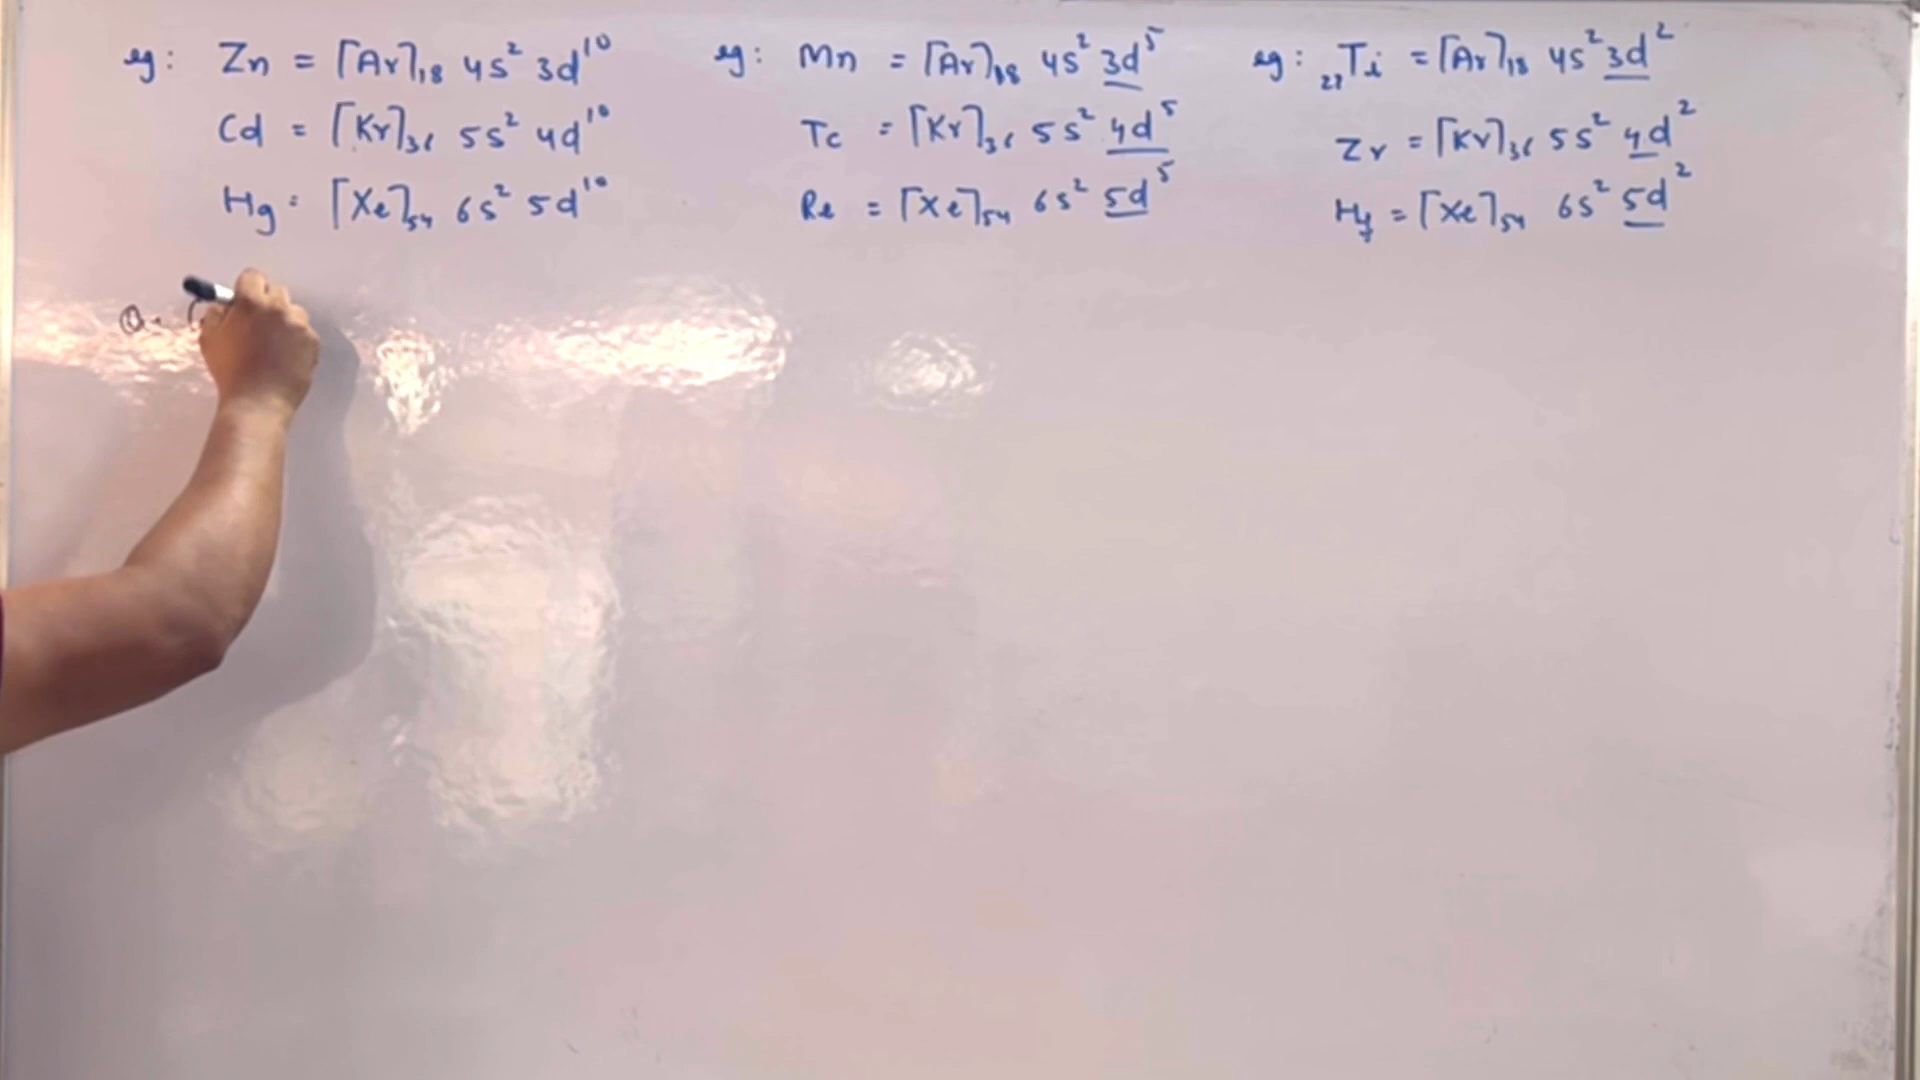 eg: Zn = [Ar]₁₈ 4s² 3d¹⁰
Cd = [Kr]₃₆ 5s² 4d¹⁰
Hg = [Xe]₅₄ 6s² 5d¹⁰
eg: Mn = [Ar]₁₈ 4s² 3d⁵
Tc = [Kr]₃₆ 5s² 4d⁵
Re = [Xe]₅₄ 6s² 5d⁵
eg: ₂₂Ti = [Ar]₁₈ 4s² 3d²
Zr = [Kr]₃₆ 5s² 4d²
Hf = [Xe]₅₄ 6s² 5d²
Q.